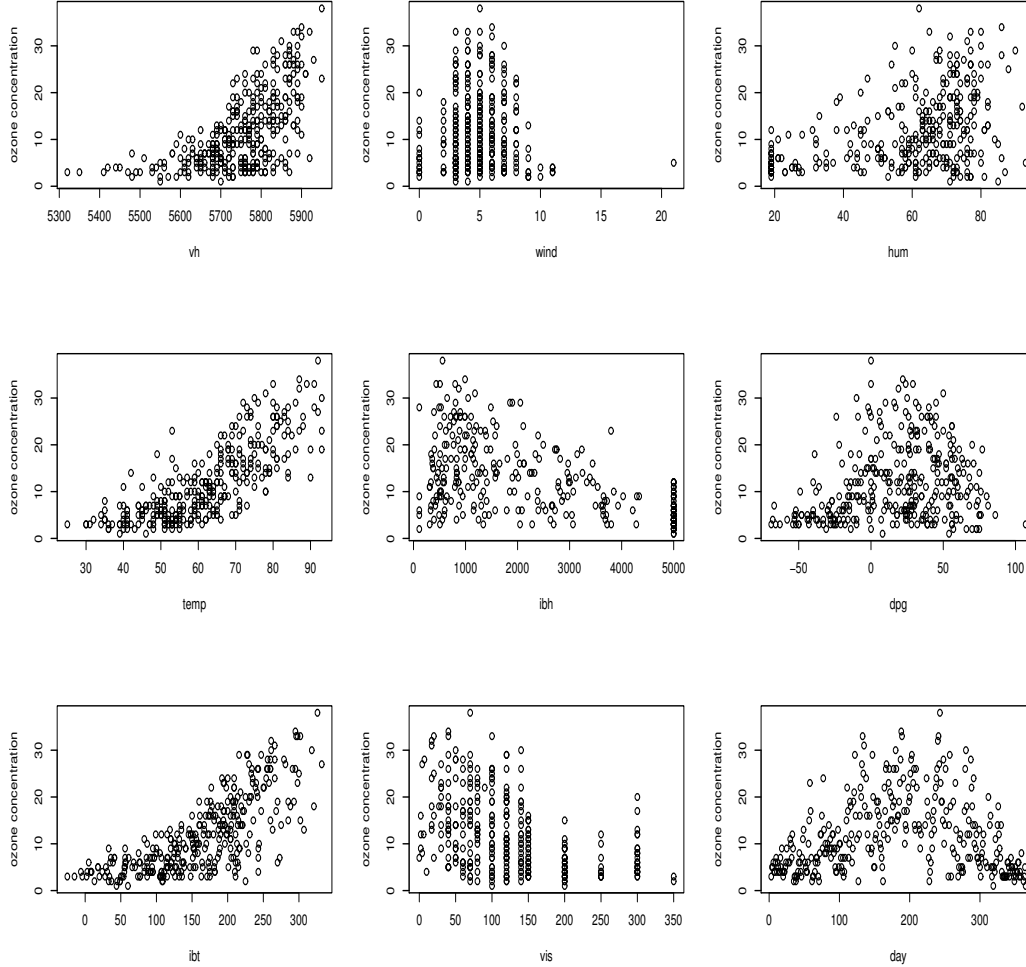 ozone concentration
0 10 20 30
5300 5400 5500 5600 5700 5800 5900
vh
ozone concentration
0 10 20 30
0 5 10 15 20
wind
ozone concentration
0 10 20 30
20 40 60 80
hum
ozone concentration
0 10 20 30
30 40 50 60 70 80 90
temp
ozone concentration
0 10 20 30
0 1000 2000 3000 4000 5000
ibh
ozone concentration
0 10 20 30
−50 0 50 100
dpg
ozone concentration
0 10 20 30
0 50 100 150 200 250 300
ibt
ozone concentration
0 10 20 30
0 50 100 150 200 250 300 350
vis
ozone concentration
0 10 20 30
0 100 200 300
day